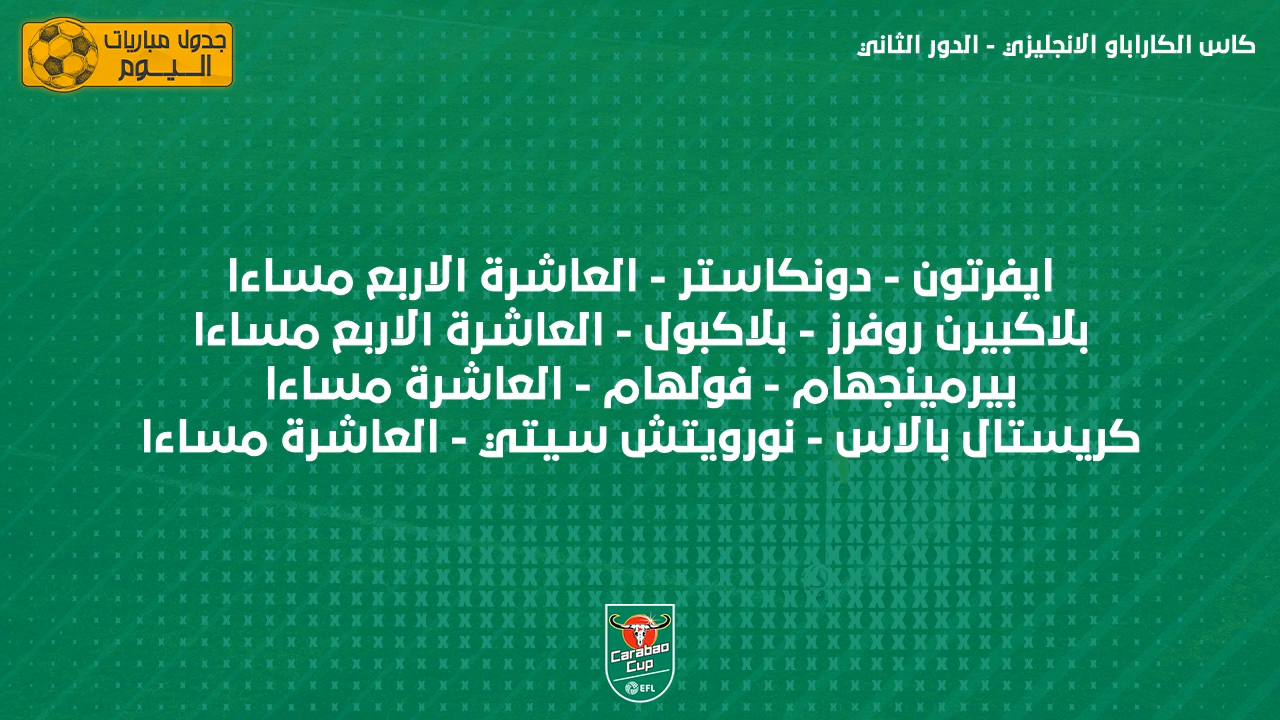 كاس الكاراباو الانجليزي - الدور الثاني
جدول مباريات
اليوم
ايفرتون - دونكاستر - العاشرة الاربع مساءا
بلاكبيرن روفرز - بلاكبول - العاشرة الاربع مساءا
بيرمينجهام - فولهام - العاشرة مساءا
كريستال بالاس - نورويتش سيتي - العاشرة مساءا
Carabao
Cup
EFL